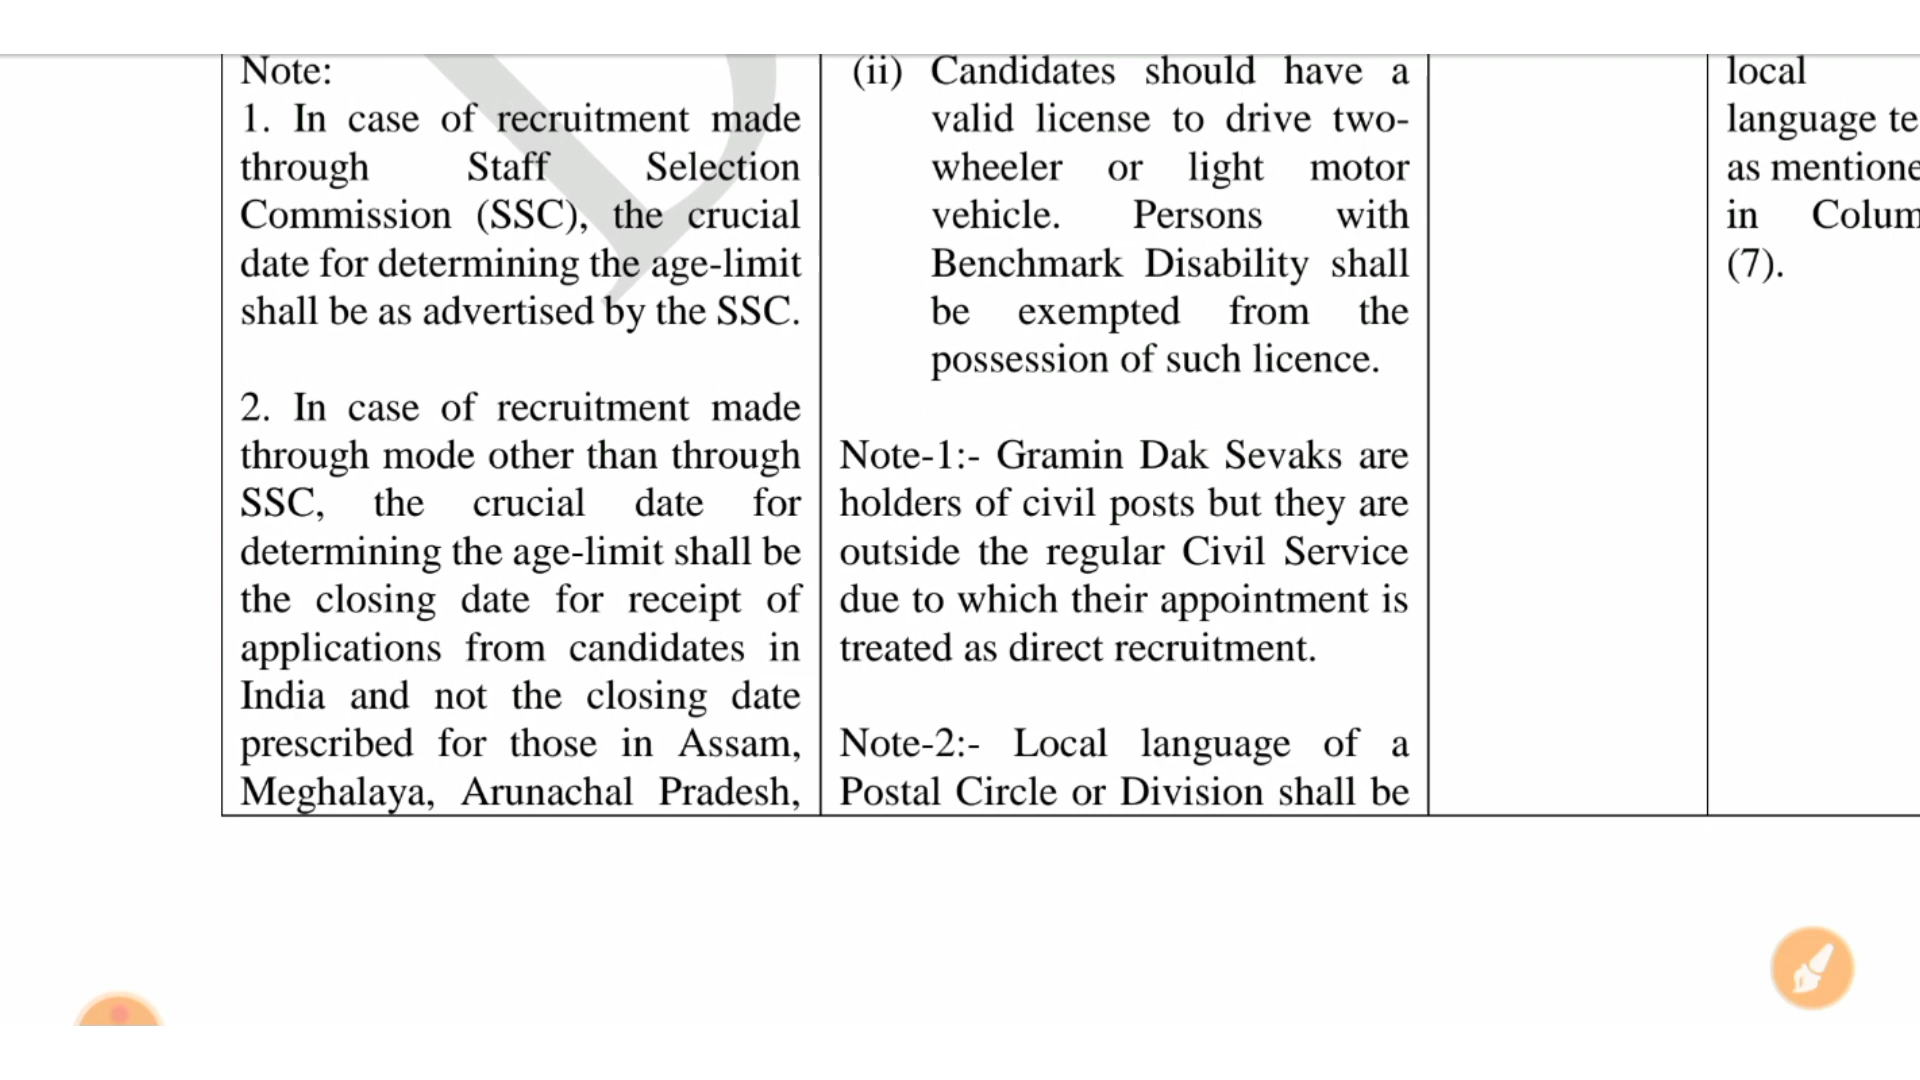 Note:
1. In case of recruitment made
through Staff Selection
Commission (SSC), the crucial
date for determining the age-limit
shall be as advertised by the SSC.
2. In case of recruitment made
through mode other than through
SSC, the crucial date for
determining the age-limit shall be
the closing date for receipt of
applications from candidates in
India and not the closing date
prescribed for those in Assam,
Meghalaya, Arunachal Pradesh,
(ii) Candidates should have a
valid license to drive two-
wheeler or light motor
vehicle. Persons with
Benchmark Disability shall
be exempted from the
possession of such licence.
Note-1:- Gramin Dak Sevaks are
holders of civil posts but they are
outside the regular Civil Service
due to which their appointment is
treated as direct recruitment.
Note-2:- Local language of a
Postal Circle or Division shall be
local
language te
as mentione
in Colum
(7).